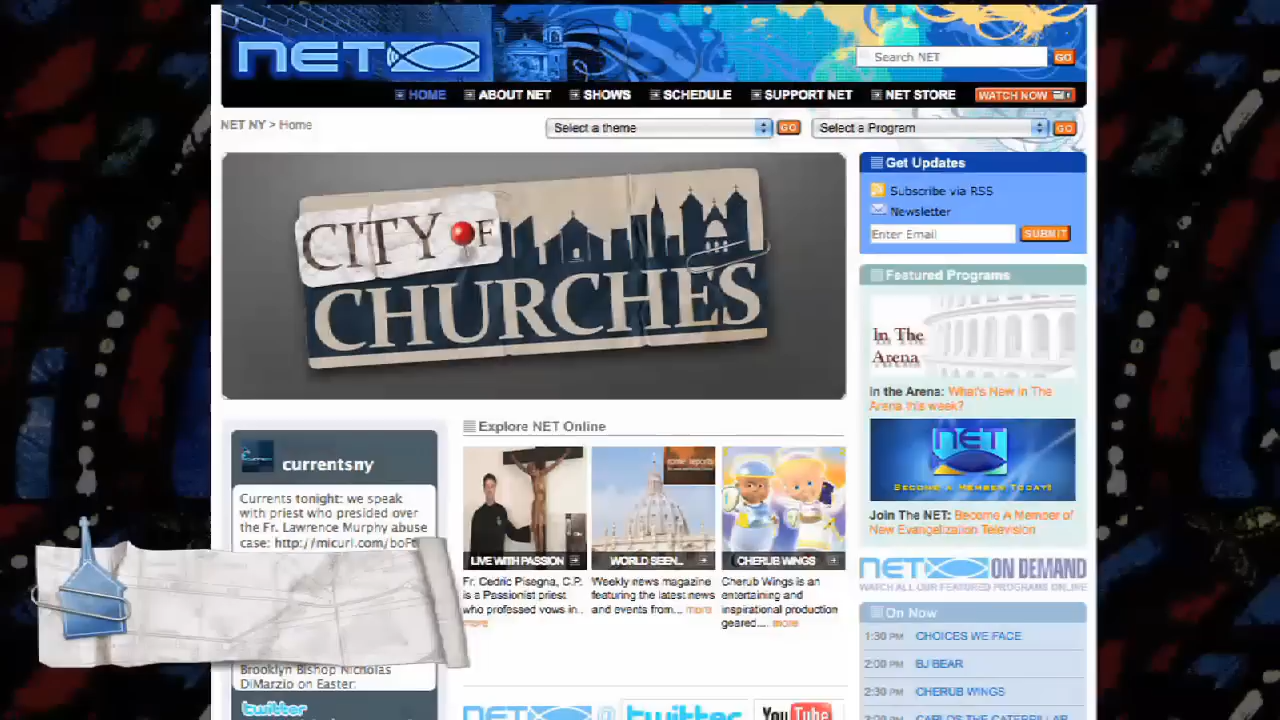 NET
Search NET
GO
HOME ABOUT NET SHOWS SCHEDULE SUPPORT NET NET STORE WATCH NOW
NET NY > Home
Select a theme GO Select a Program GO
CITY OF
CHURCHES
Get Updates
Subscribe via RSS
Newsletter
Enter Email SUBMIT
Featured Programs
In The
Arena
In the Arena: What's New In The
Arena this week?
NET
BECOME A MEMBER TODAY!
Join The NET: Become A Member of
New Evangelization Television
NET ON DEMAND
WATCH ALL OUR FEATURED PROGRAMS ONLINE
On Now
1:30 PM CHOICES WE FACE
2:00 PM BJ BEAR
2:30 PM CHERUB WINGS
CARLOS THE CATERPILLAR
currentsny
Currents tonight: we speak
with priest who presided over
the Fr. Lawrence Murphy abuse
case: http://micurl.com/boP
Brooklyn Bishop Nicholas
DiMarzio on Easter:
twitter
Explore NET Online
rome reports
LIVE WITH PASSION
WORLD SEEN...
CHERUB WINGS
Fr. Cedric Pisegna, C.P.
is a Passionist priest
who professed vows in..
more
Weekly news magazine
featuring the latest news
and events from... more
Cherub Wings is an
entertaining and
inspirational production
geared.... more
NET @ twitter YouTube